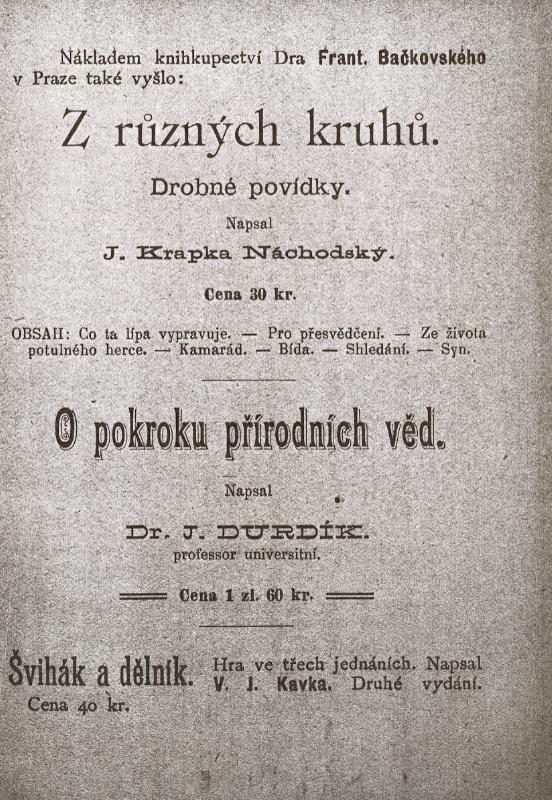 Nákladem knihkupectví Dra Frant. Bačkovského
v Praze také vyšlo:
Z různých kruhů.
Drobné povídky.
Napsal
J. Krapka Náchodský.
Cena 30 kr.
OBSAH: Co ta lípa vypravuje. — Pro přesvědčení. — Ze života
potulného herce. — Kamarád. — Bída. — Shledání. — Syn.
O pokroku přírodních věd.
Napsal
Dr. J. DURDÍK.
professor universitní.
Cena 1 zl. 60 kr.
Švihák a dělník. Hra ve třech jednáních. Napsal
V. J. Kavka. Druhé vydání.
Cena 40 kr.